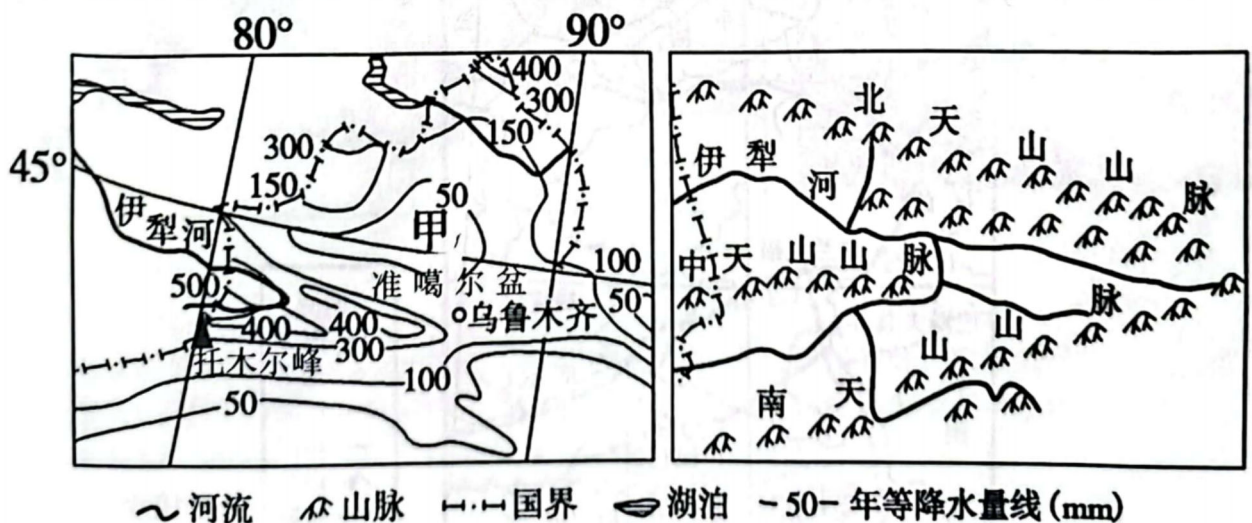 80°
90°
45°
400
300
150
300
150
50
伊犁河
甲
准噶尔盆
100
50
500
乌鲁木齐
400
400
300
托木尔峰
100
50
北天山山脉
伊犁河
中天山山脉
南天山山脉
河流 山脉 国界 湖泊 -50- 年等降水量线(mm)